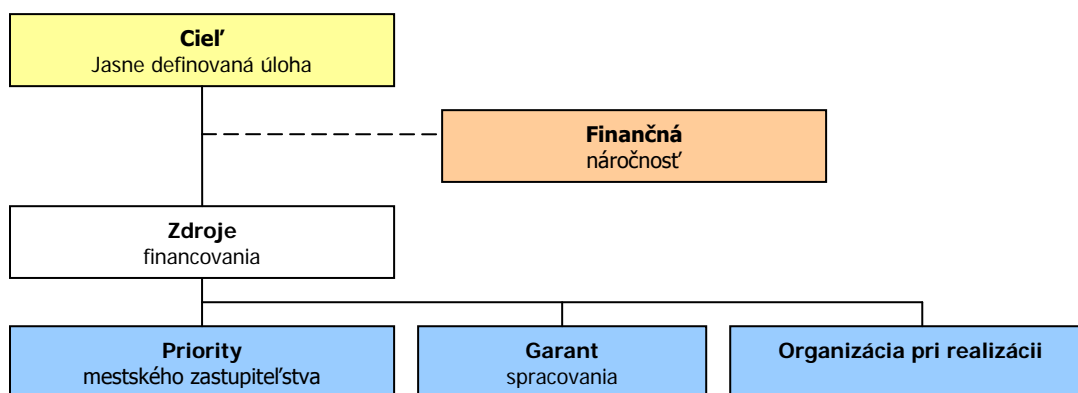 Cieľ
Jasne definovaná úloha
Finančná
náročnosť
Zdroje
financovania
Priority
mestského zastupiteľstva
Garant
spracovania
Organizácia pri realizácii